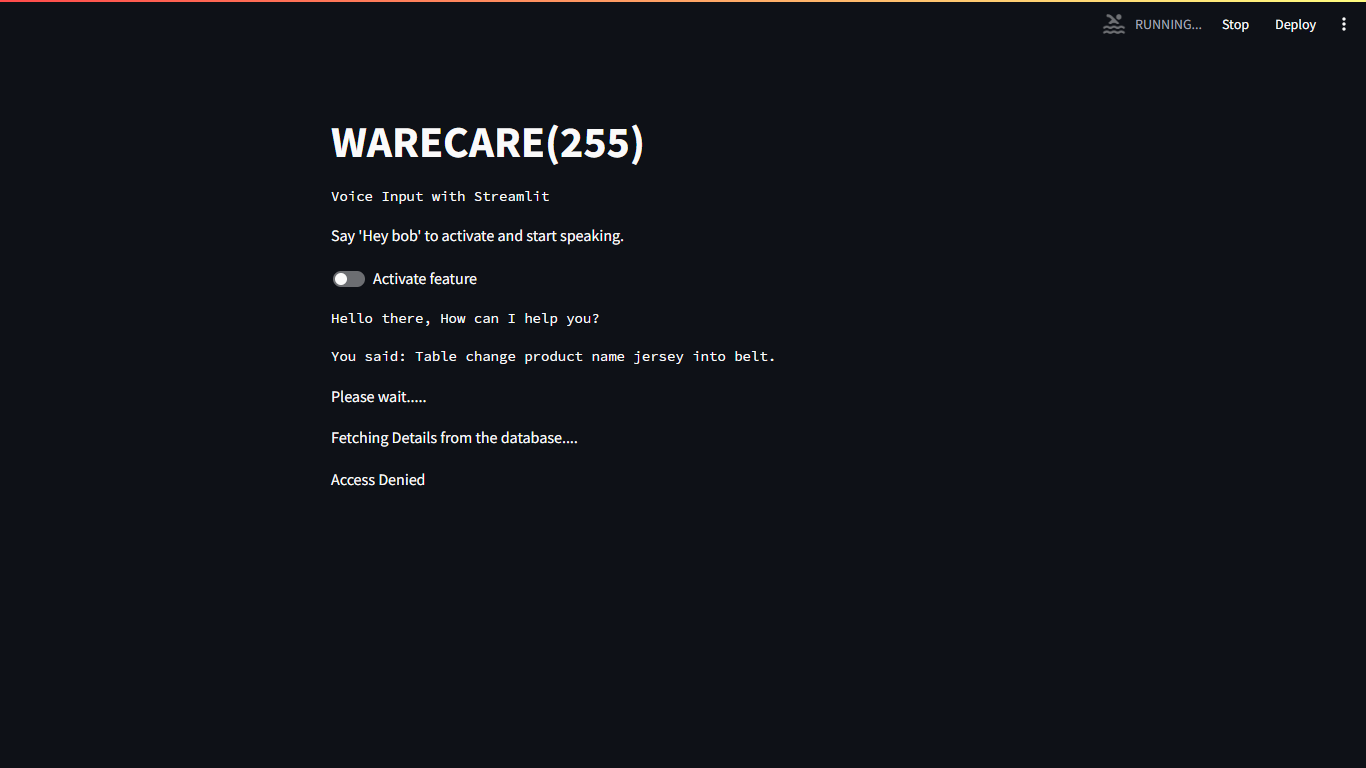 RUNNING... Stop Deploy
WARECARE(255)
Voice Input with Streamlit
Say 'Hey bob' to activate and start speaking.
Activate feature
Hello there, How can I help you?
You said: Table change product name jersey into belt.
Please wait.....
Fetching Details from the database....
Access Denied